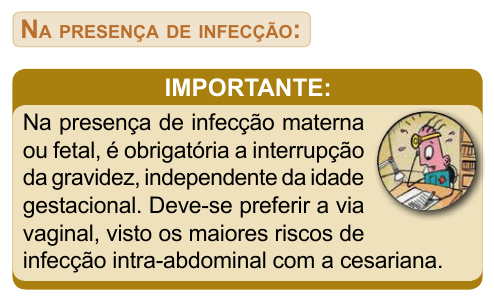 NA PRESENÇA DE INFECÇÃO:
IMPORTANTE:
Na presença de infecção materna
ou fetal, é obrigatória a interrupção
da gravidez, independente da idade
gestacional. Deve-se preferir a via
vaginal, visto os maiores riscos de
infecção intra-abdominal com a cesariana.